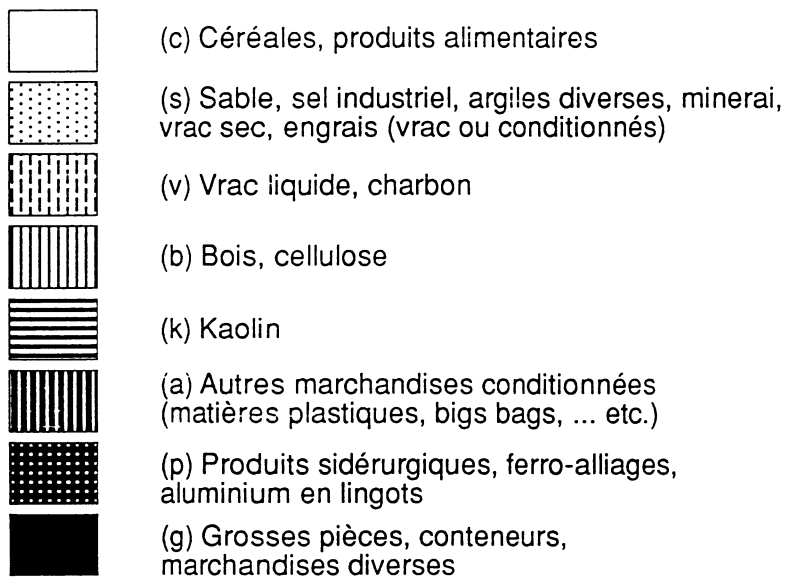 (c) Céréales, produits alimentaires
(s) Sable, sel industriel, argiles diverses, minerai,
vrac sec, engrais (vrac ou conditionnés)
(v) Vrac liquide, charbon
(b) Bois, cellulose
(k) Kaolin
(a) Autres marchandises conditionnées
(matières plastiques, bigs bags, ... etc.)
(p) Produits sidérurgiques, ferro-alliages,
aluminium en lingots
(g) Grosses pièces, conteneurs,
marchandises diverses